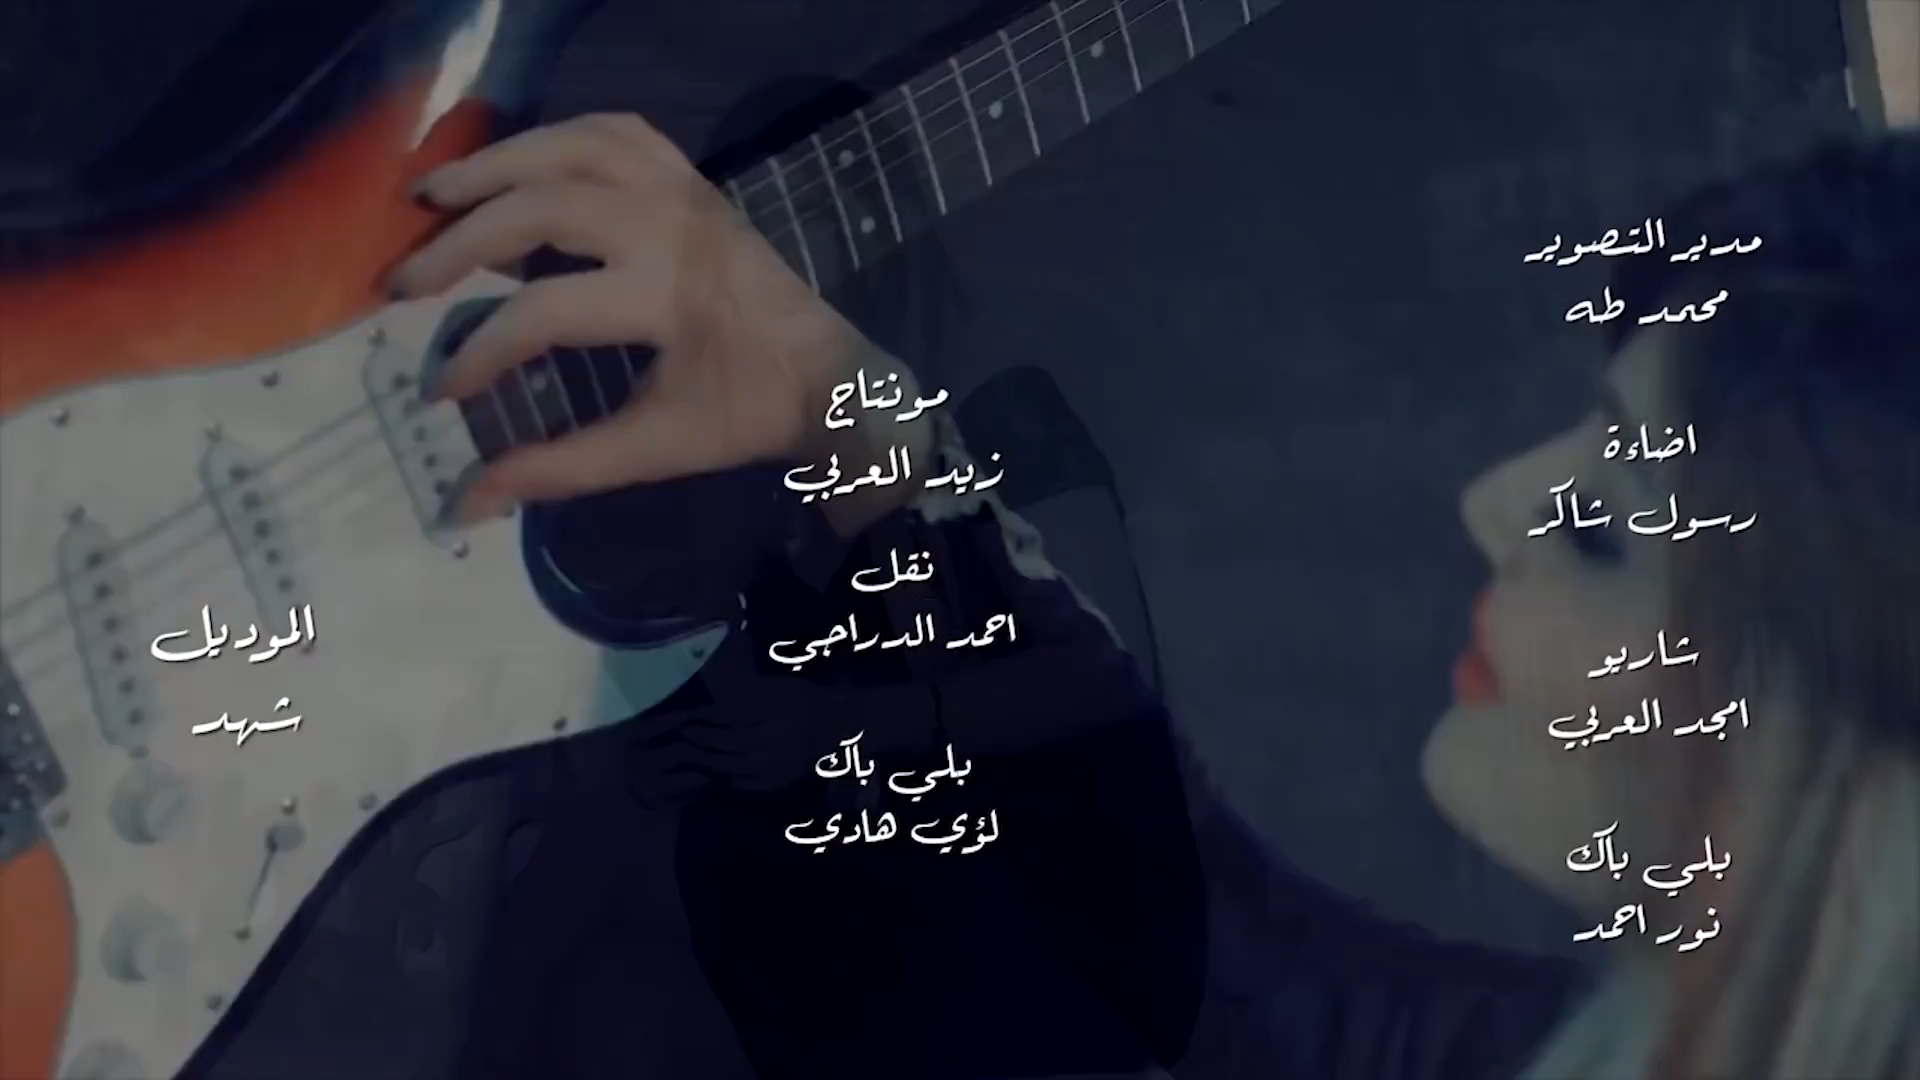 مدير التصوير
محمد طه
اضاءة
رسول شاكر
شاريو
امجد العربي
بلي باك
نور احمد
مونتاج
زيد العربي
نقل
احمد الدراجي
بلي باك
لؤي هادي
الموديل
شهد